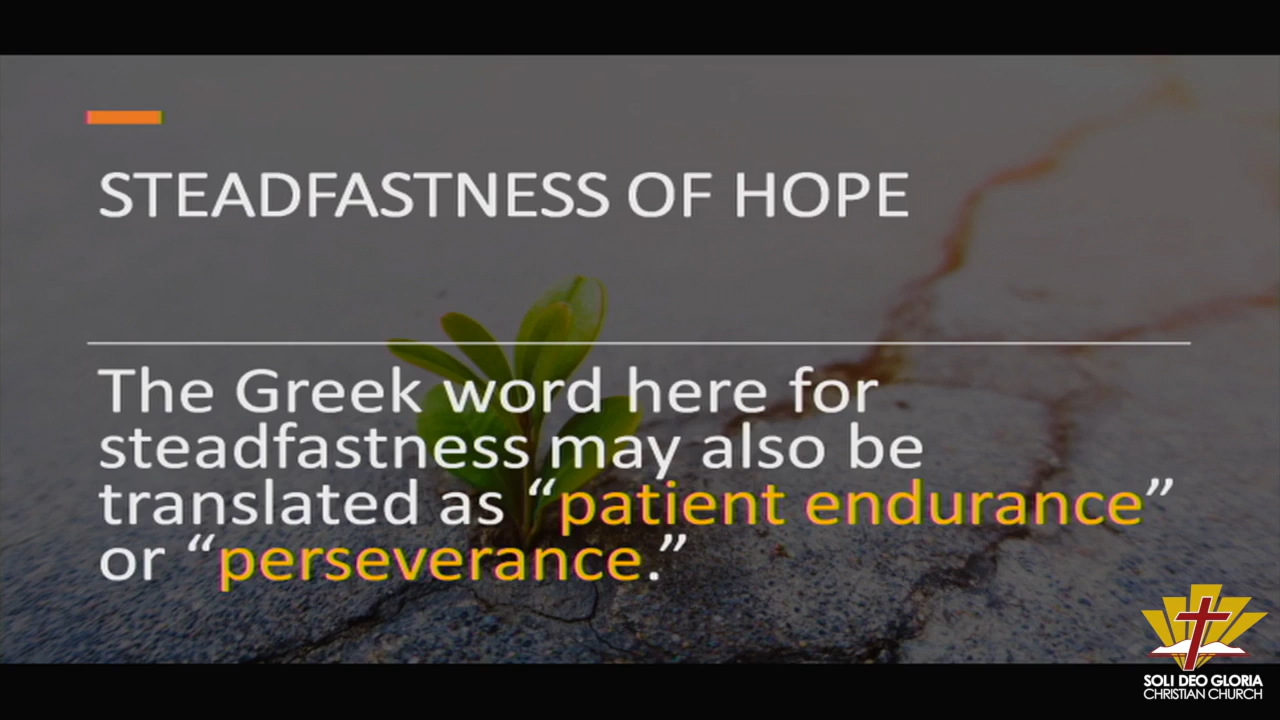 STEADFASTNESS OF HOPE
The Greek word here for
steadfastness may also be
translated as “patient endurance”
or “perseverance.”
SOLI DEO GLORIA
CHRISTIAN CHURCH